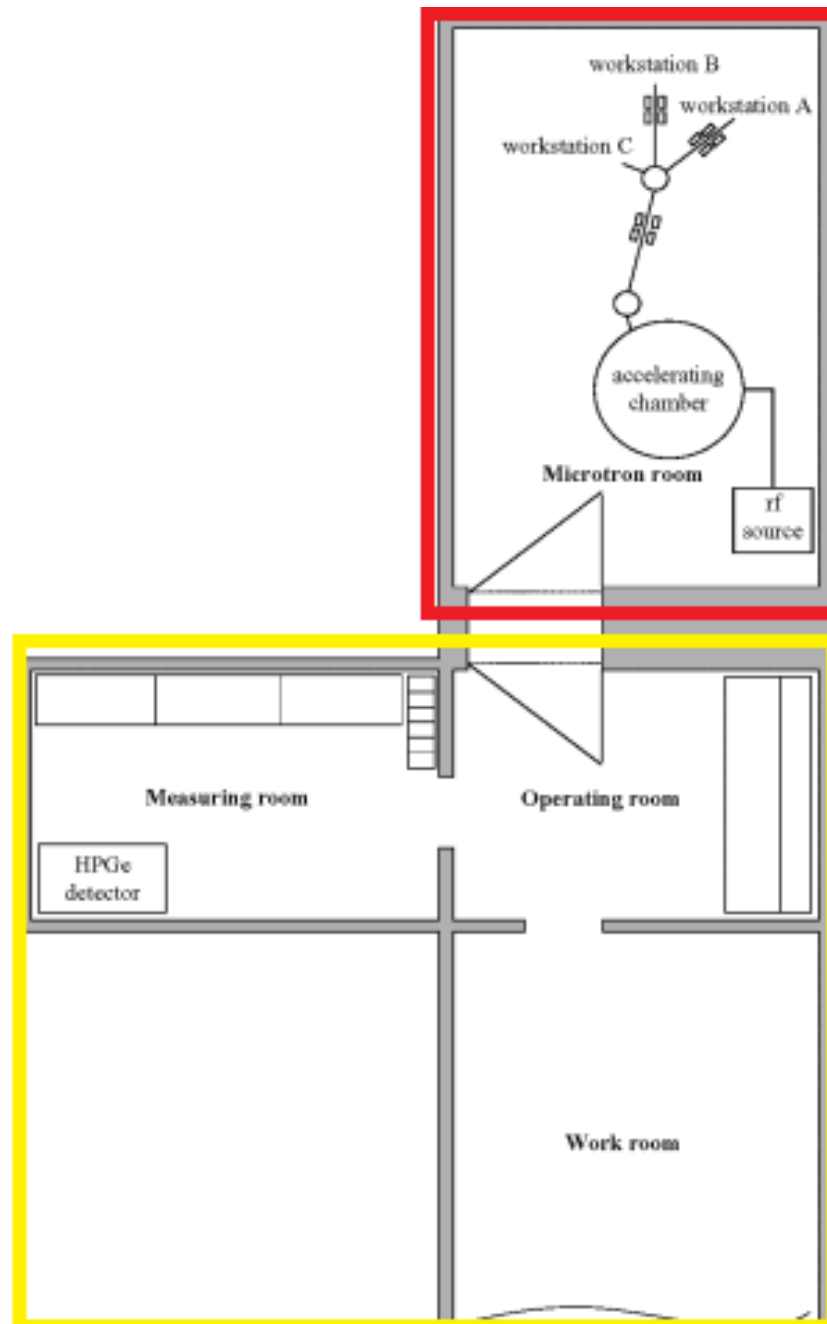 workstation B
workstation A
workstation C
accelerating
chamber
Microtron room
rf
source
Measuring room
Operating room
HPGe
detector
Work room